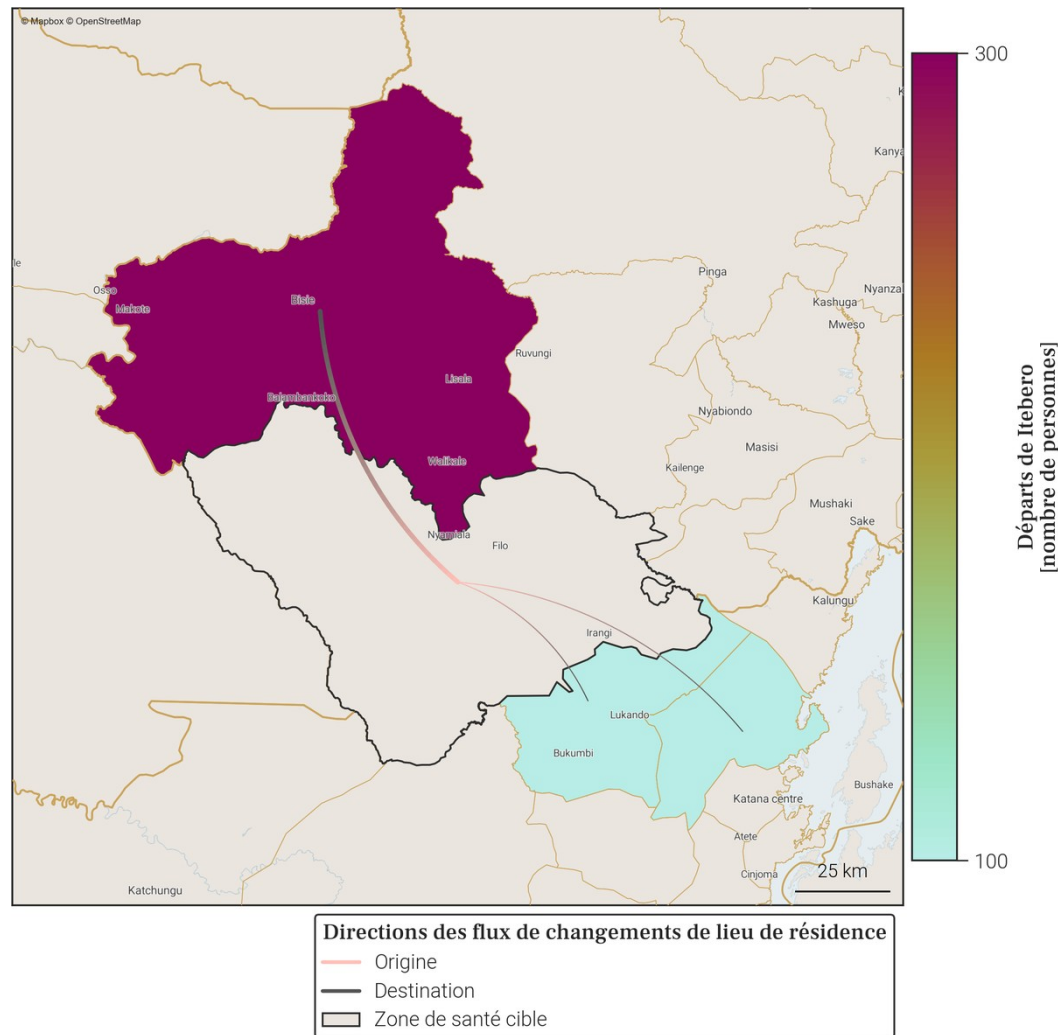 © Mapbox © OpenStreetMap
300
Kanya
Pinga
Osso
Makote
Bisie
Nyanza
Kashuga
Mweso
Ruvungi
Lisala
Balambankoko
Nyabiondo
Masisi
Walikale
Kailenge
Mushaki
Sake
Nyamiala
Filo
Kalungu
Irangi
Lukando
Bukumbi
Katana centre
Bushake
Atete
Cinjoma
Katchungu
25 km
100
Départs de Itebero
[nombre de personnes]
Directions des flux de changements de lieu de résidence
Origine
Destination
Zone de santé cible